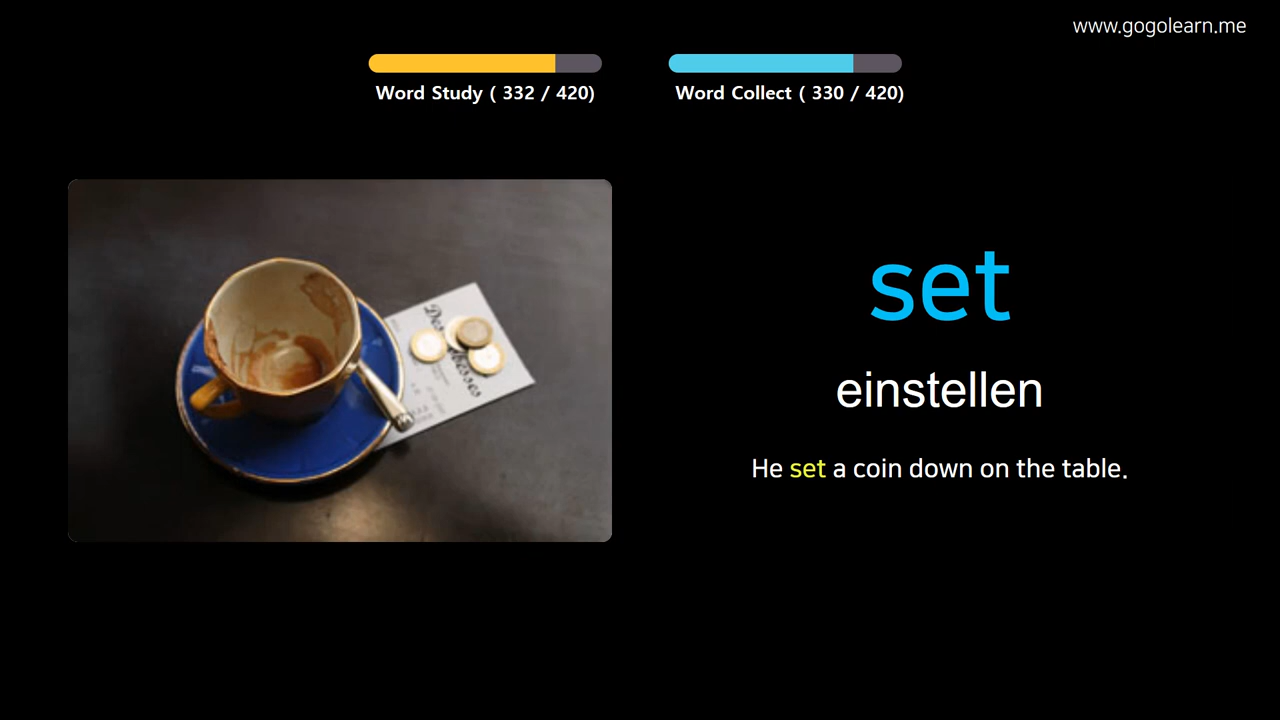 www.gogolearn.me
Word Study ( 332 / 420)
Word Collect ( 330 / 420)
set
einstellen
He set a coin down on the table.